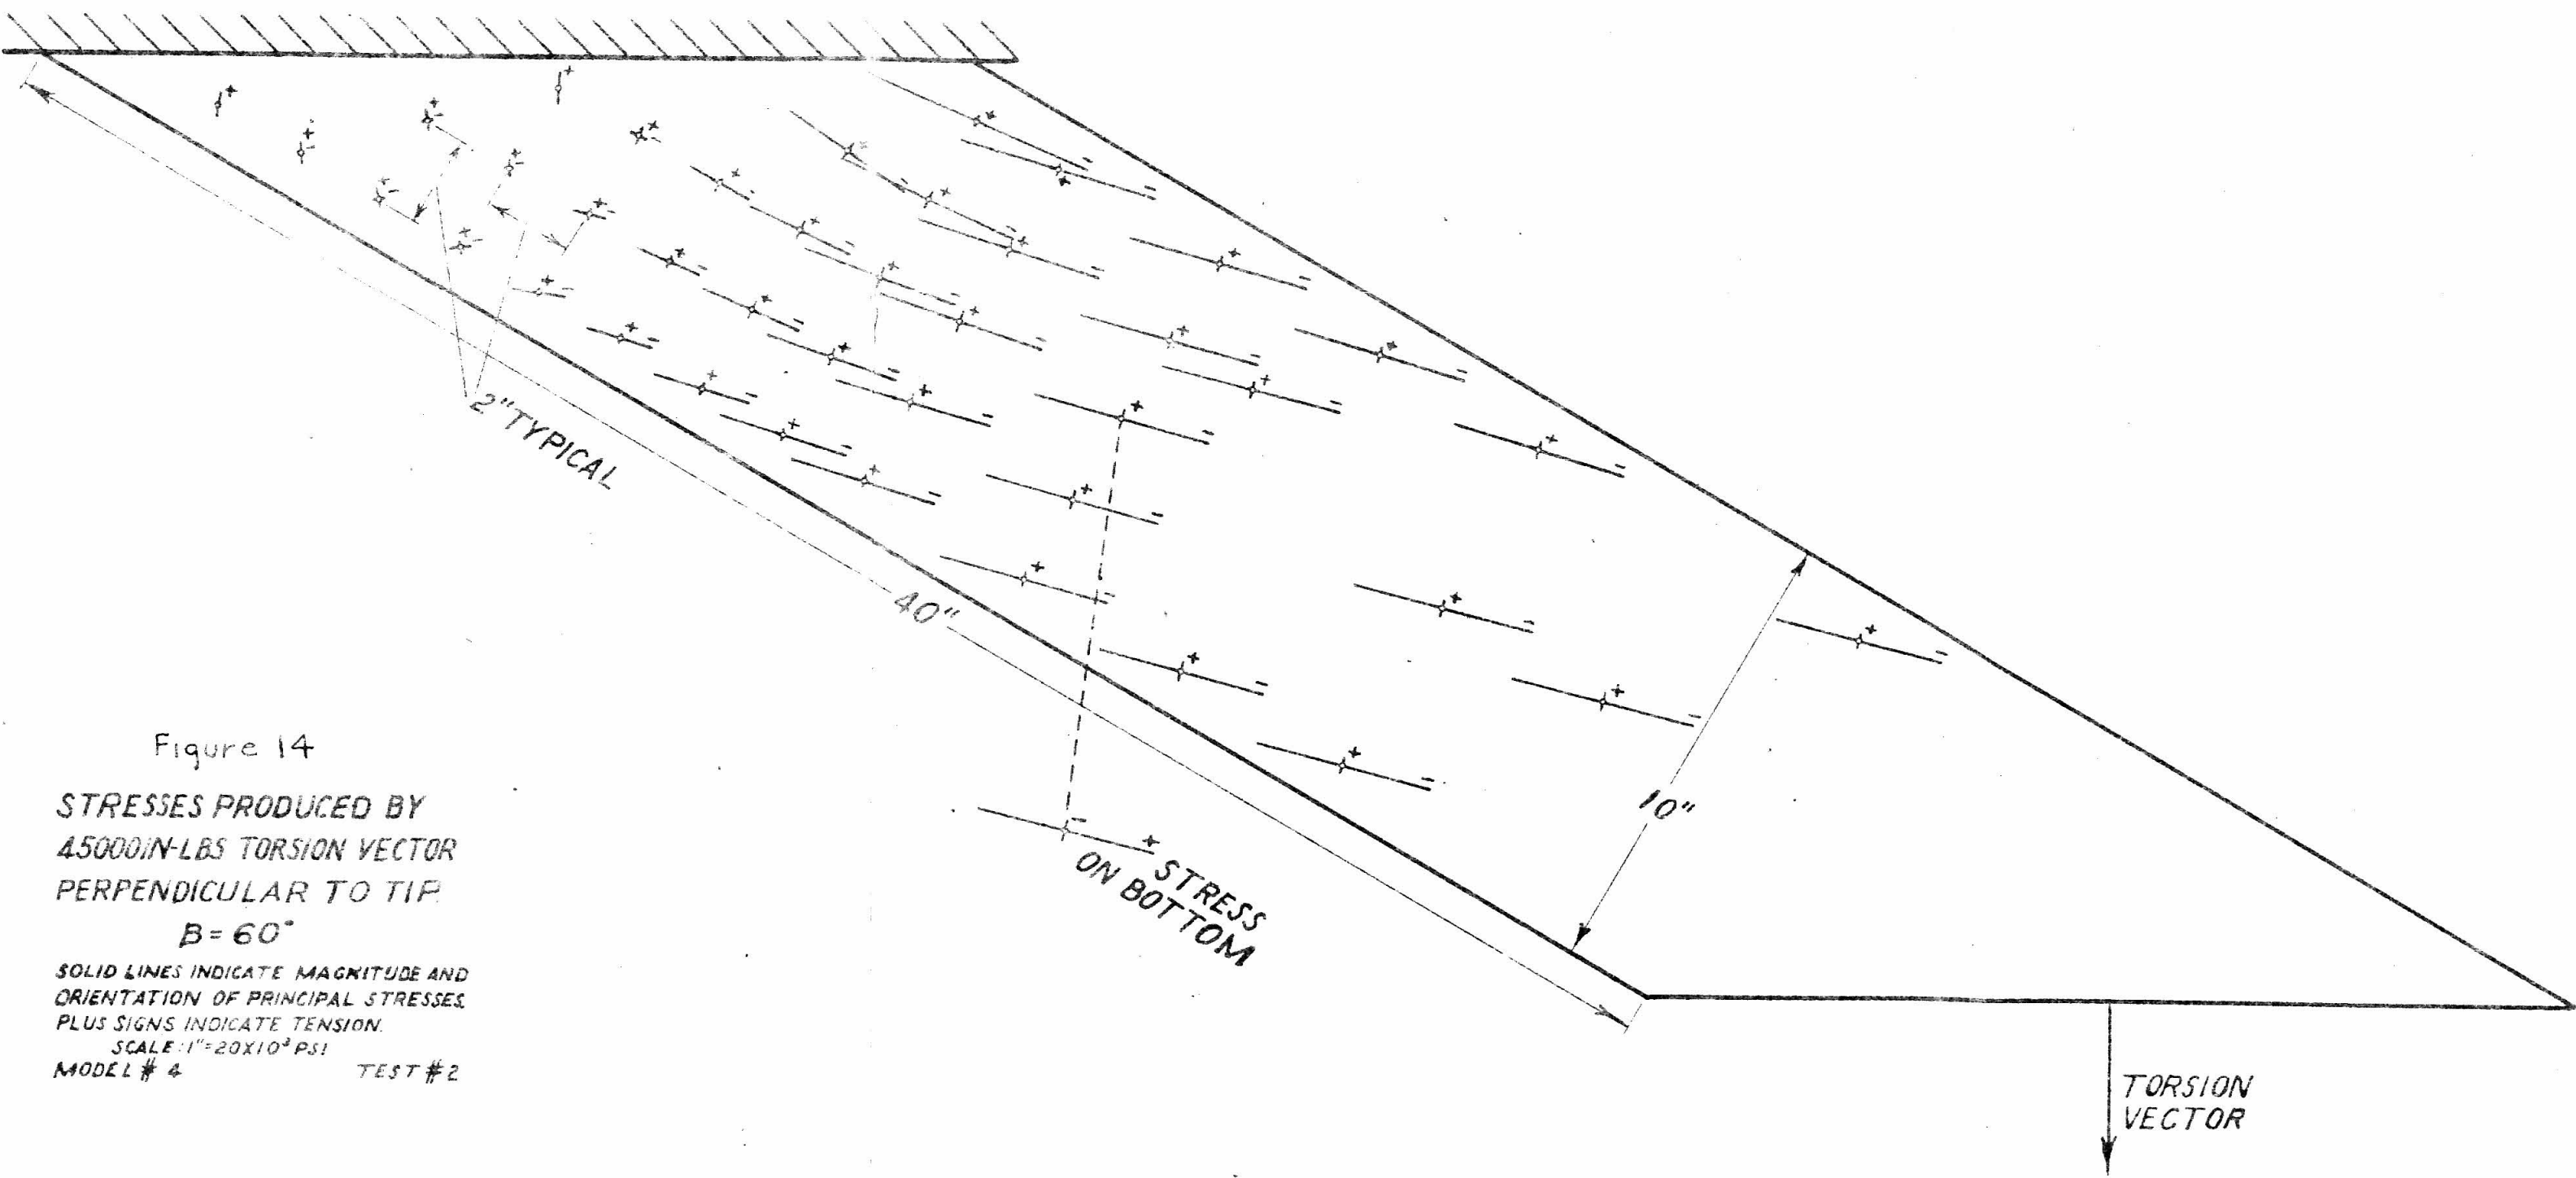 2" TYPICAL
40"
10"
STRESS
ON BOTTOM
TORSION
VECTOR
Figure 14
STRESSES PRODUCED BY
45000IN-LBS TORSION VECTOR
PERPENDICULAR TO TIP.
B = 60°
SOLID LINES INDICATE MAGNITUDE AND
ORIENTATION OF PRINCIPAL STRESSES.
PLUS SIGNS INDICATE TENSION.
SCALE: 1"=20X10³ PSI
MODEL # 4 TEST #2